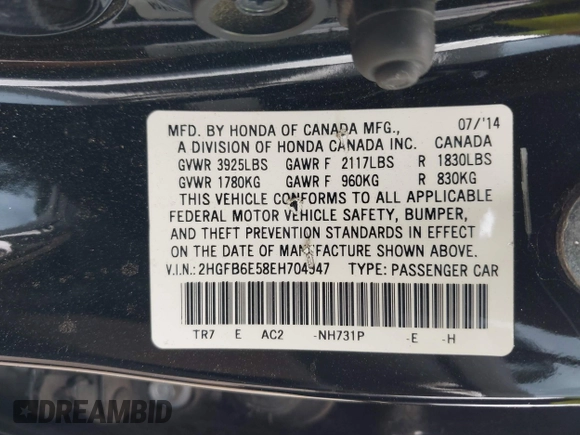 07/'14
MFD. BY HONDA OF CANADA MFG.,
A DIVISION OF HONDA CANADA INC. CANADA
GVWR 3925LBS GAWR F 2117LBS R 1830LBS
GVWR 1780KG GAWR F 960KG R 830KG
THIS VEHICLE CONFORMS TO ALL APPLICABLE
FEDERAL MOTOR VEHICLE SAFETY, BUMPER,
AND THEFT PREVENTION STANDARDS IN EFFECT
ON THE DATE OF MANUFACTURE SHOWN ABOVE.
V.I.N.: TYPE: PASSENGER CAR
TR7 E AC2 -NH731P -E -H
DREAMBID